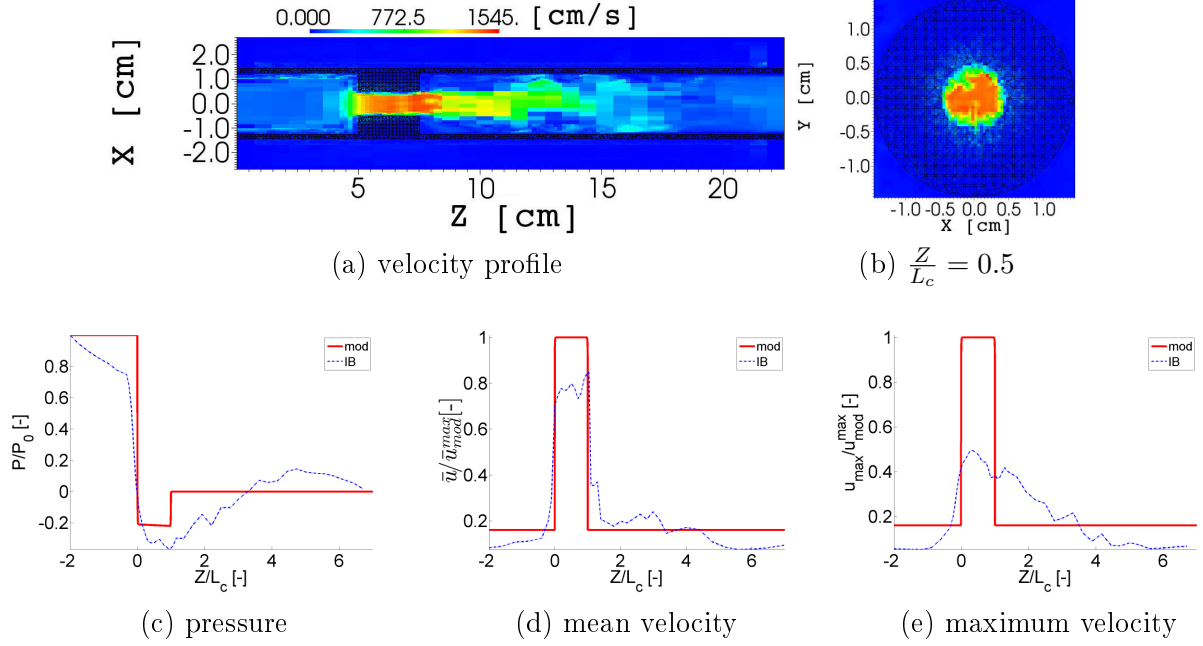 0.000 772.5 1545. [cm/s]
X [cm]
2.0
1.0
0.0
-1.0
-2.0
5 10 15 20
Z [cm]
(a) velocity profile
Y [cm]
1.0
0.5
0.0
-0.5
-1.0
-1.0 -0.5 0.0 0.5 1.0
X [cm]
(b) Z/L_c = 0.5
P/P_0 [-]
0.8
0.6
0.4
0.2
0
-0.2
-2 0 2 4 6
Z/L_c [-]
mod
IB
(c) pressure
ū/ū_mod^max [-]
1
0.8
0.6
0.4
0.2
-2 0 2 4 6
Z/L_c [-]
mod
IB
(d) mean velocity
u_max/u_mod^max [-]
1
0.8
0.6
0.4
0.2
-2 0 2 4 6
Z/L_c [-]
mod
IB
(e) maximum velocity